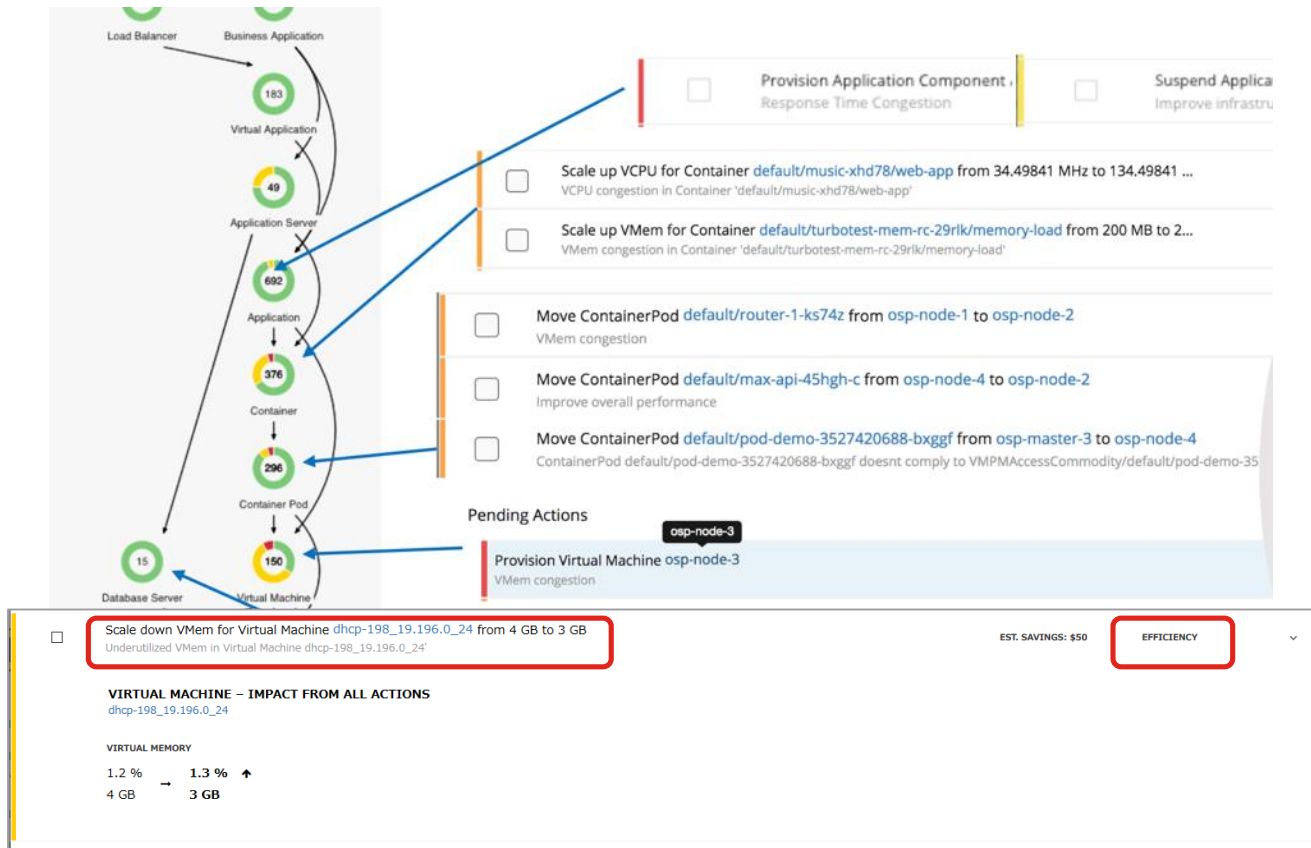 Load Balancer
Business Application
183
Virtual Application
49
Application Server
692
Application
376
Container
296
Container Pod
15
150
Database Server
Virtual Machine
Provision Application Component
Response Time Congestion
Suspend Applica
Improve infrastru
Scale up VCPU for Container default/music-xhd78/web-app from 34.49841 MHz to 134.49841 ...
VCPU congestion in Container 'default/music-xhd78/web-app'
Scale up VMem for Container default/turbotest-mem-rc-29rlk/memory-load from 200 MB to 2...
VMem congestion in Container 'default/turbotest-mem-rc-29rlk/memory-load'
Move ContainerPod default/router-1-ks74z from osp-node-1 to osp-node-2
VMem congestion
Move ContainerPod default/max-api-45hgh-c from osp-node-4 to osp-node-2
Improve overall performance
Move ContainerPod default/pod-demo-3527420688-bxggf from osp-master-3 to osp-node-4
ContainerPod default/pod-demo-3527420688-bxggf doesnt comply to VMPMAccessCommodity/default/pod-demo-35
Pending Actions
osp-node-3
Provision Virtual Machine osp-node-3
VMem congestion
Scale down VMem for Virtual Machine dhcp-198_19.196.0_24 from 4 GB to 3 GB
Underutilized VMem in Virtual Machine dhcp-198_19.196.0_24'
EST. SAVINGS: $50
EFFICIENCY
VIRTUAL MACHINE – IMPACT FROM ALL ACTIONS
dhcp-198_19.196.0_24
VIRTUAL MEMORY
1.2 % → 1.3 % ↑
4 GB 3 GB